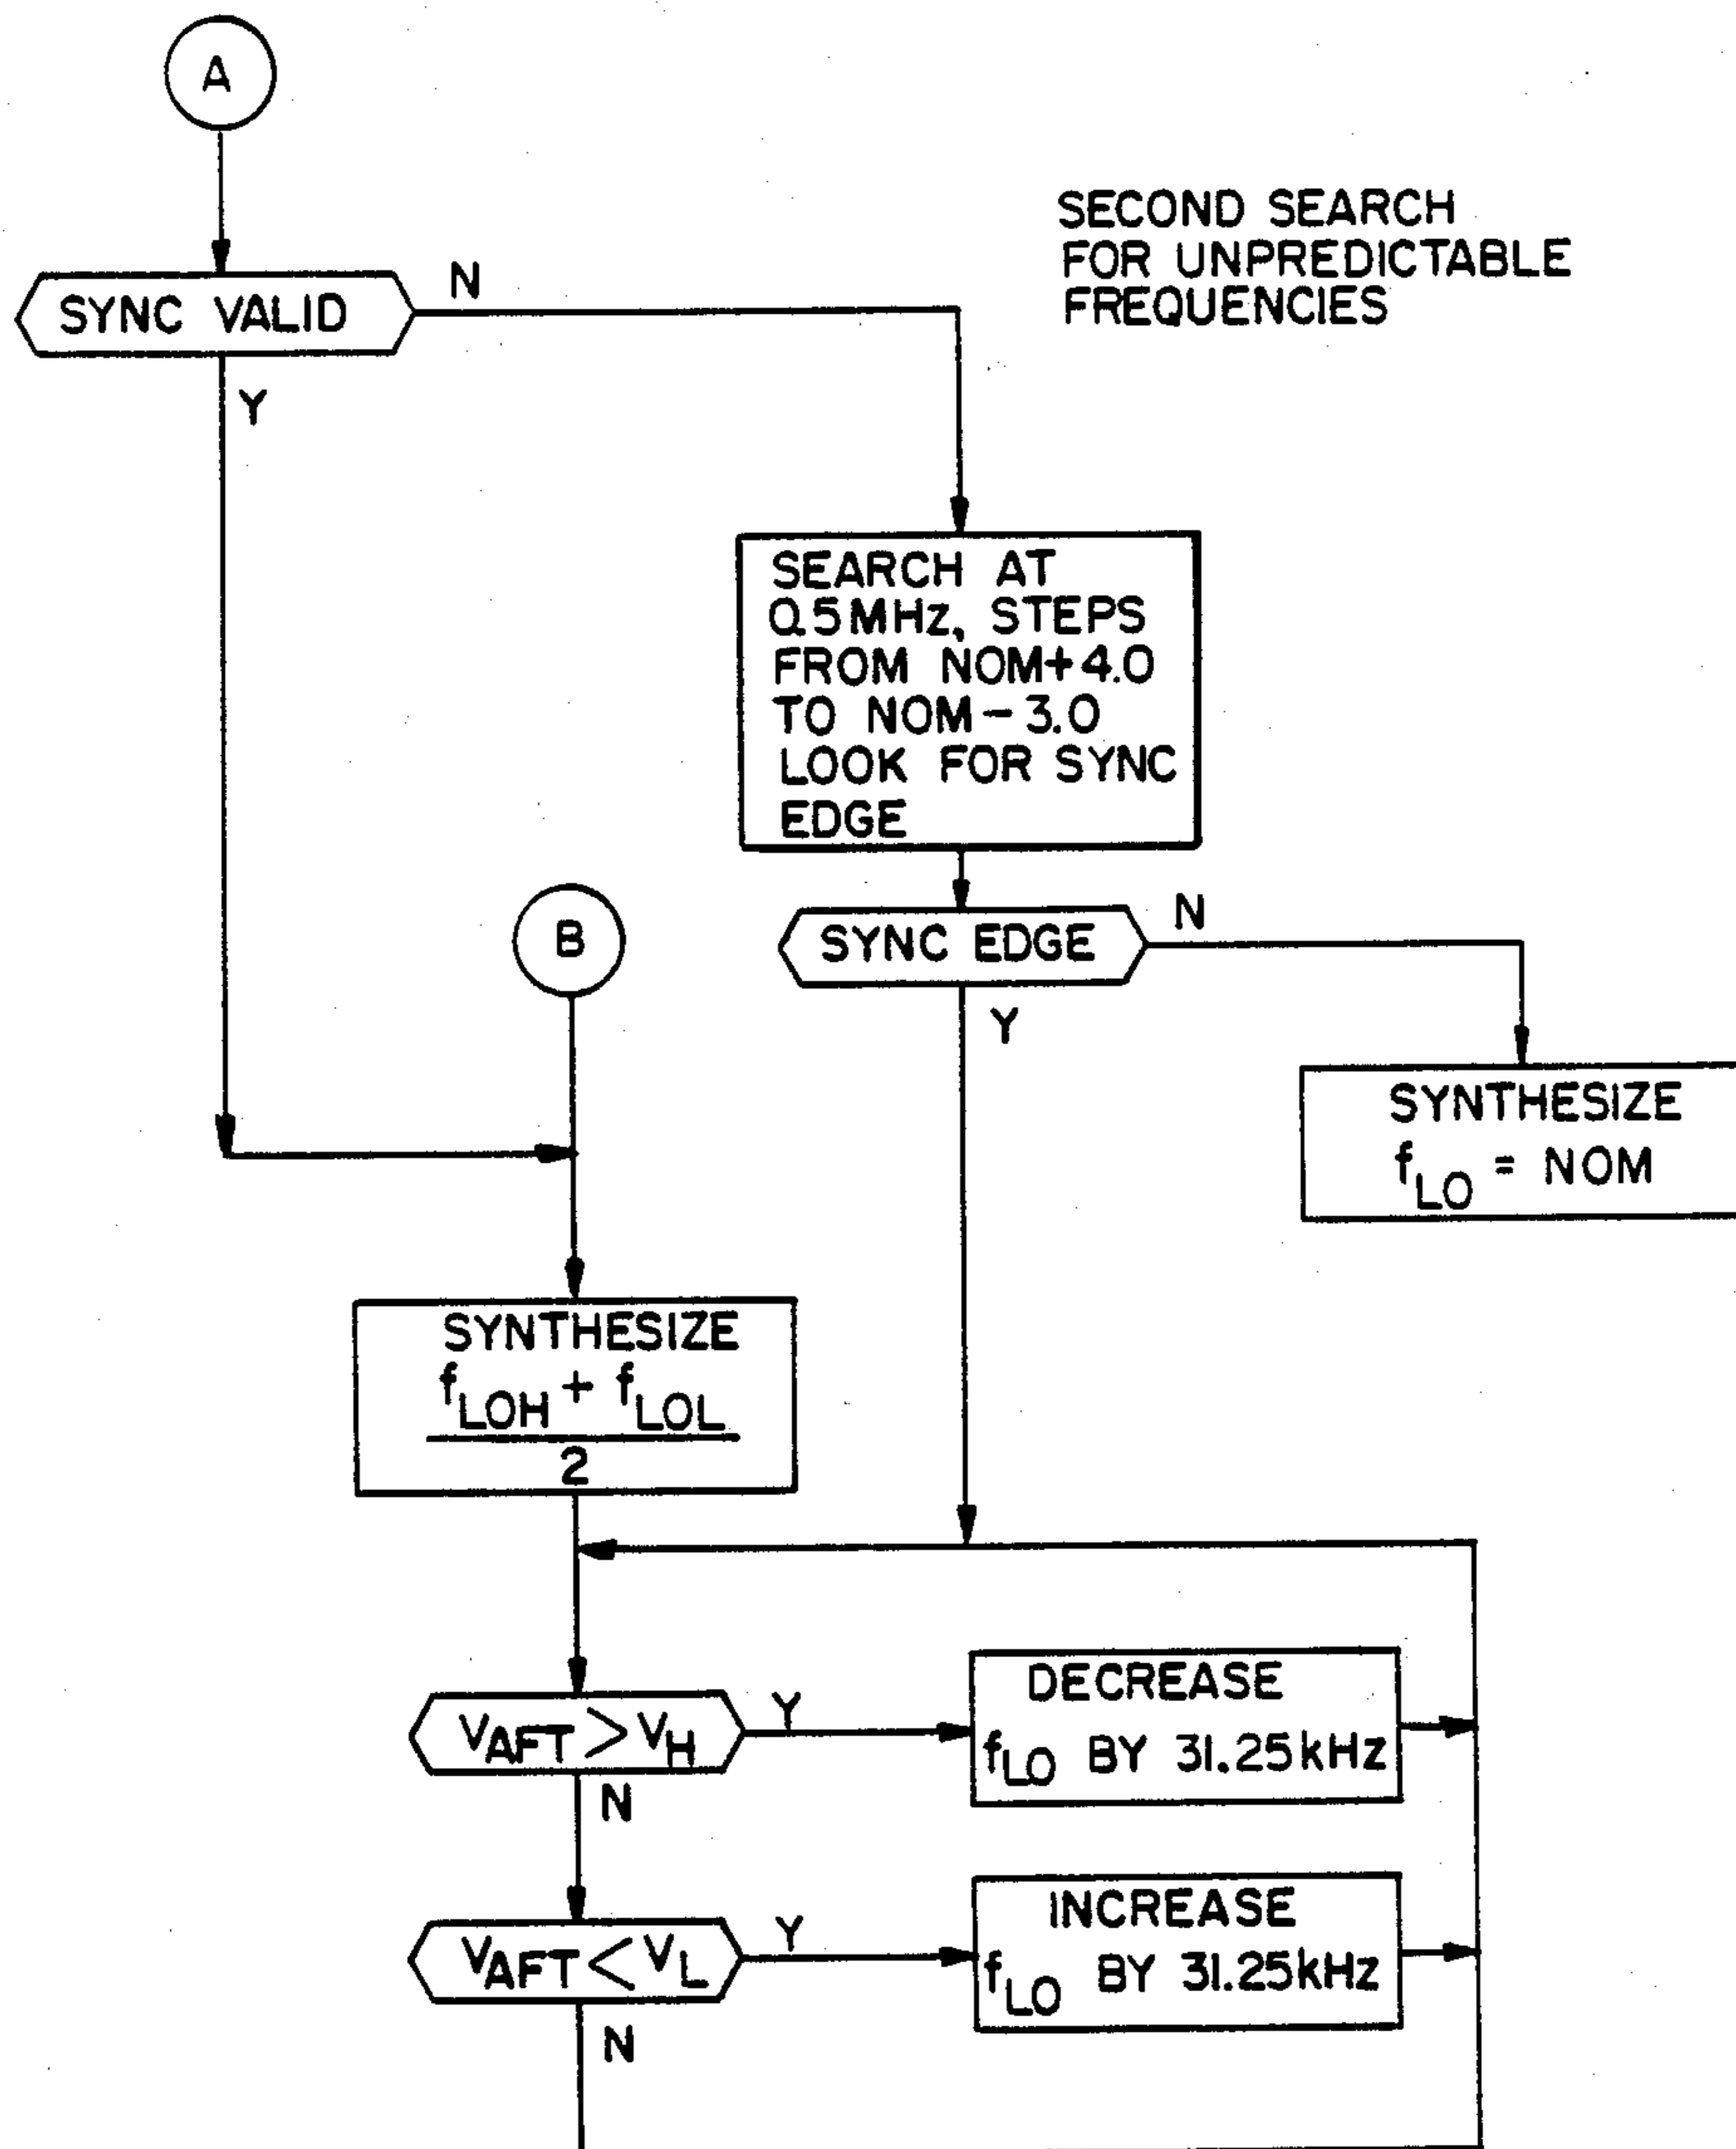 A
SECOND SEARCH
FOR UNPREDICTABLE
FREQUENCIES
SYNC VALID
N
Y
SEARCH AT
0.5MHz, STEPS
FROM NOM+4.0
TO NOM-3.0
LOOK FOR SYNC
EDGE
B
SYNC EDGE
N
Y
SYNTHESIZE
fLO = NOM
SYNTHESIZE
fLOH + fLOL
2
VAFT > VH
Y
N
DECREASE
fLO BY 31.25kHz
VAFT < VL
Y
N
INCREASE
fLO BY 31.25kHz